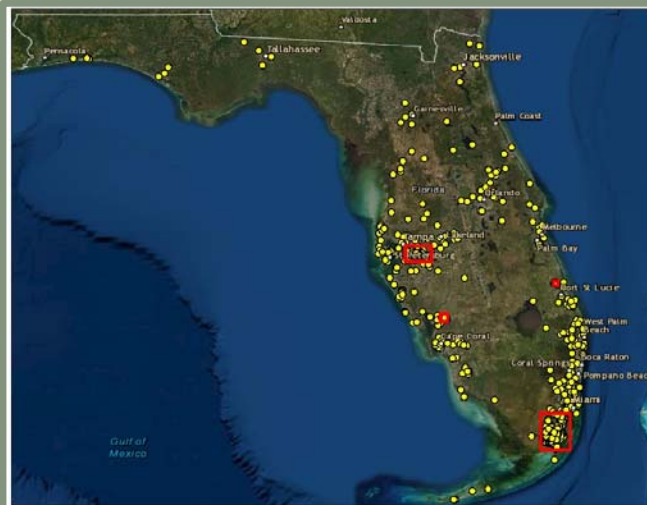 Valdosta
Pensacola
Tallahassee
Jacksonville
Gainesville
Palm Coast
Florida
Orlando
Melbourne
Tampa
Lakeland
Palm Bay
St Petersburg
Port St Lucie
West Palm
Beach
Cape Coral
Boca Raton
Coral Springs
Pompano Beach
Miami
Gulf of
Mexico